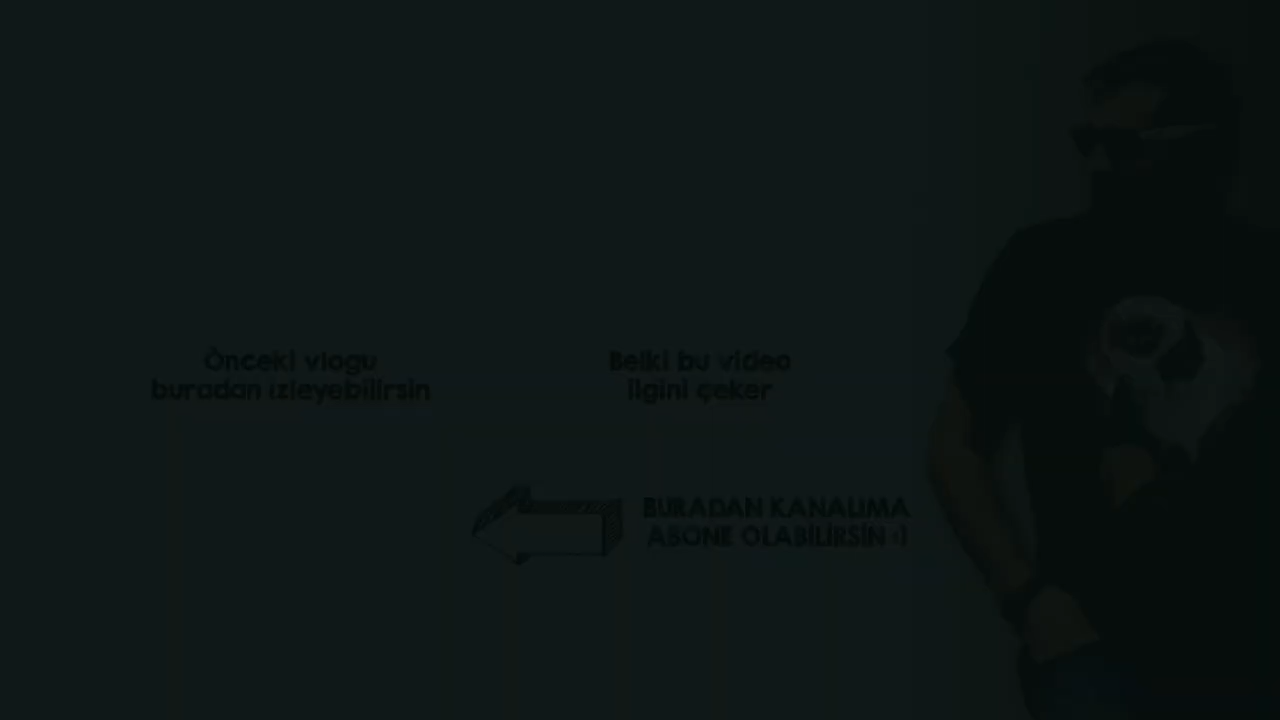 Önceki vlogu
buradan izleyebilirsin
Belki bu video
ilgini çeker
BURADAN KANALIMA
ABONE OLABİLİRSİN :)